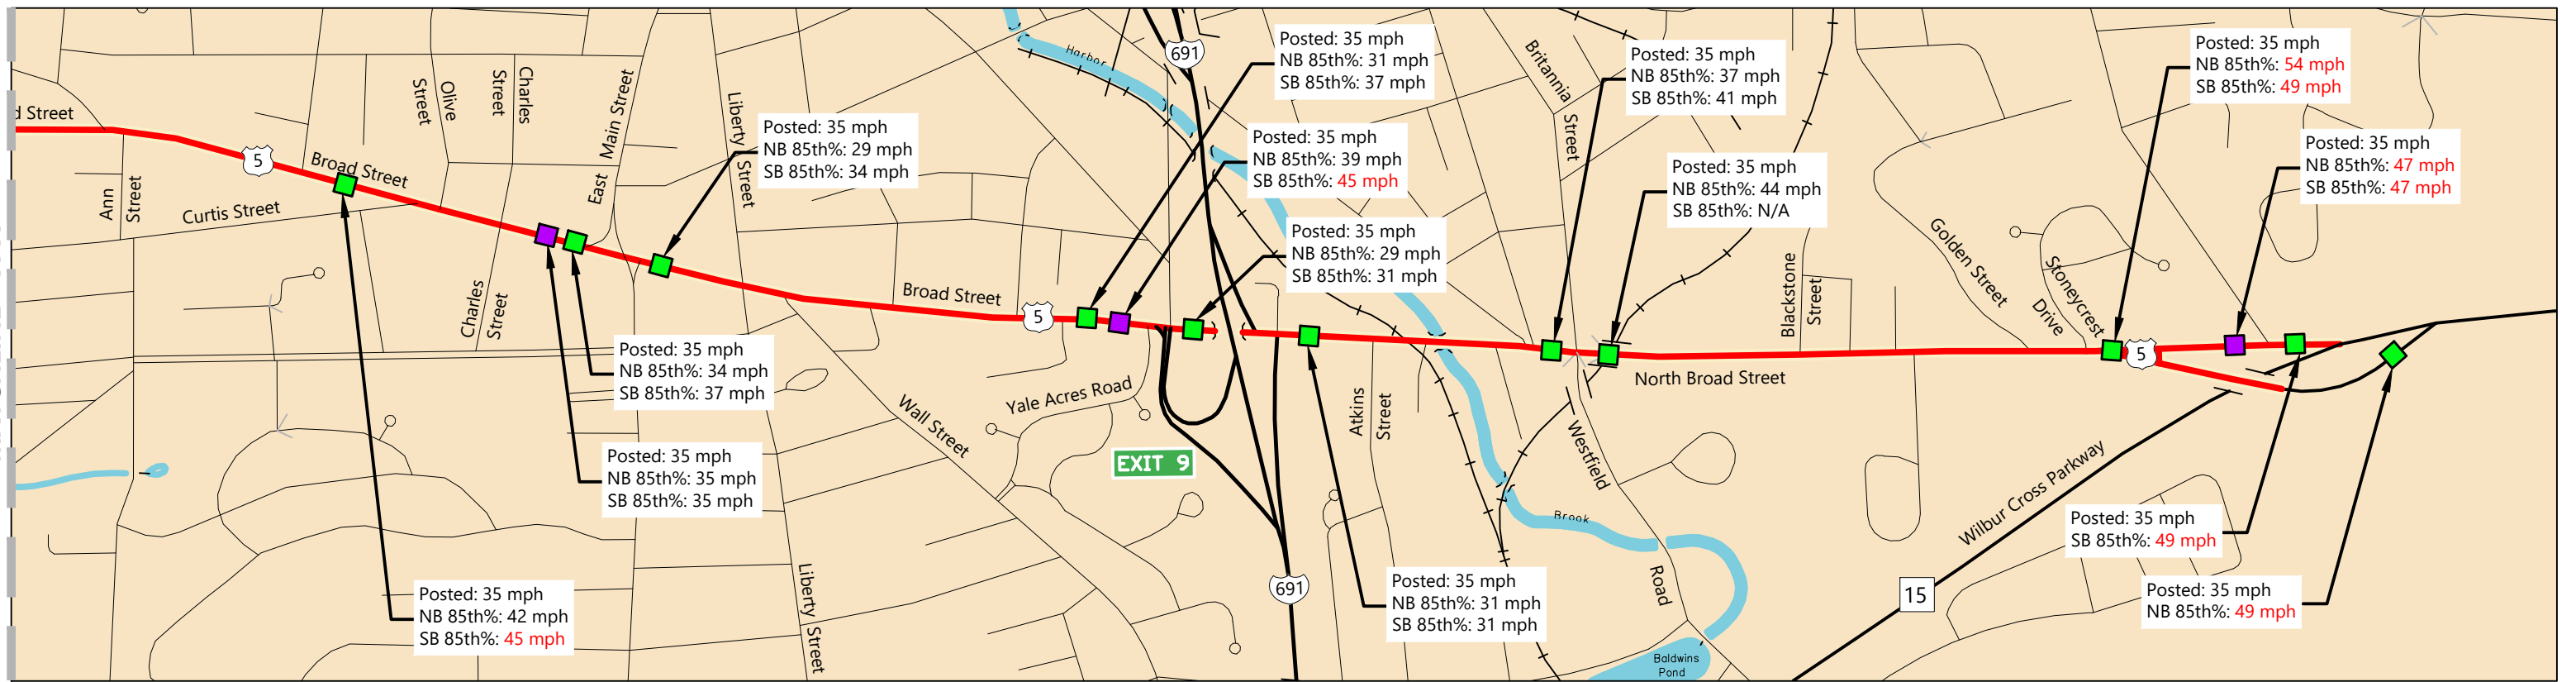 d Street
5
Broad Street
Ann
Street
Curtis Street
Olive
Street
Charles
Street
East Main Street
Liberty
Street
Charles
Street
Posted: 35 mph
NB 85th%: 29 mph
SB 85th%: 34 mph
Posted: 35 mph
NB 85th%: 34 mph
SB 85th%: 37 mph
Posted: 35 mph
NB 85th%: 35 mph
SB 85th%: 35 mph
Posted: 35 mph
NB 85th%: 42 mph
SB 85th%: 45 mph
Liberty Street
Wall Street
Broad Street
5
Yale Acres Road
EXIT 9
Harbor
691
Posted: 35 mph
NB 85th%: 31 mph
SB 85th%: 37 mph
Posted: 35 mph
NB 85th%: 39 mph
SB 85th%: 45 mph
Posted: 35 mph
NB 85th%: 29 mph
SB 85th%: 31 mph
691
Atkins
Street
Posted: 35 mph
NB 85th%: 31 mph
SB 85th%: 31 mph
Britannia
Street
Posted: 35 mph
NB 85th%: 37 mph
SB 85th%: 41 mph
Posted: 35 mph
NB 85th%: 44 mph
SB 85th%: N/A
North Broad Street
Westfield
Road
Brook
Baldwins
Pond
Blackstone
Street
Golden Street
Stoneycrest
Drive
5
Posted: 35 mph
NB 85th%: 54 mph
SB 85th%: 49 mph
Posted: 35 mph
NB 85th%: 47 mph
SB 85th%: 47 mph
Wilbur Cross Parkway
15
Posted: 35 mph
SB 85th%: 49 mph
Posted: 35 mph
NB 85th%: 49 mph